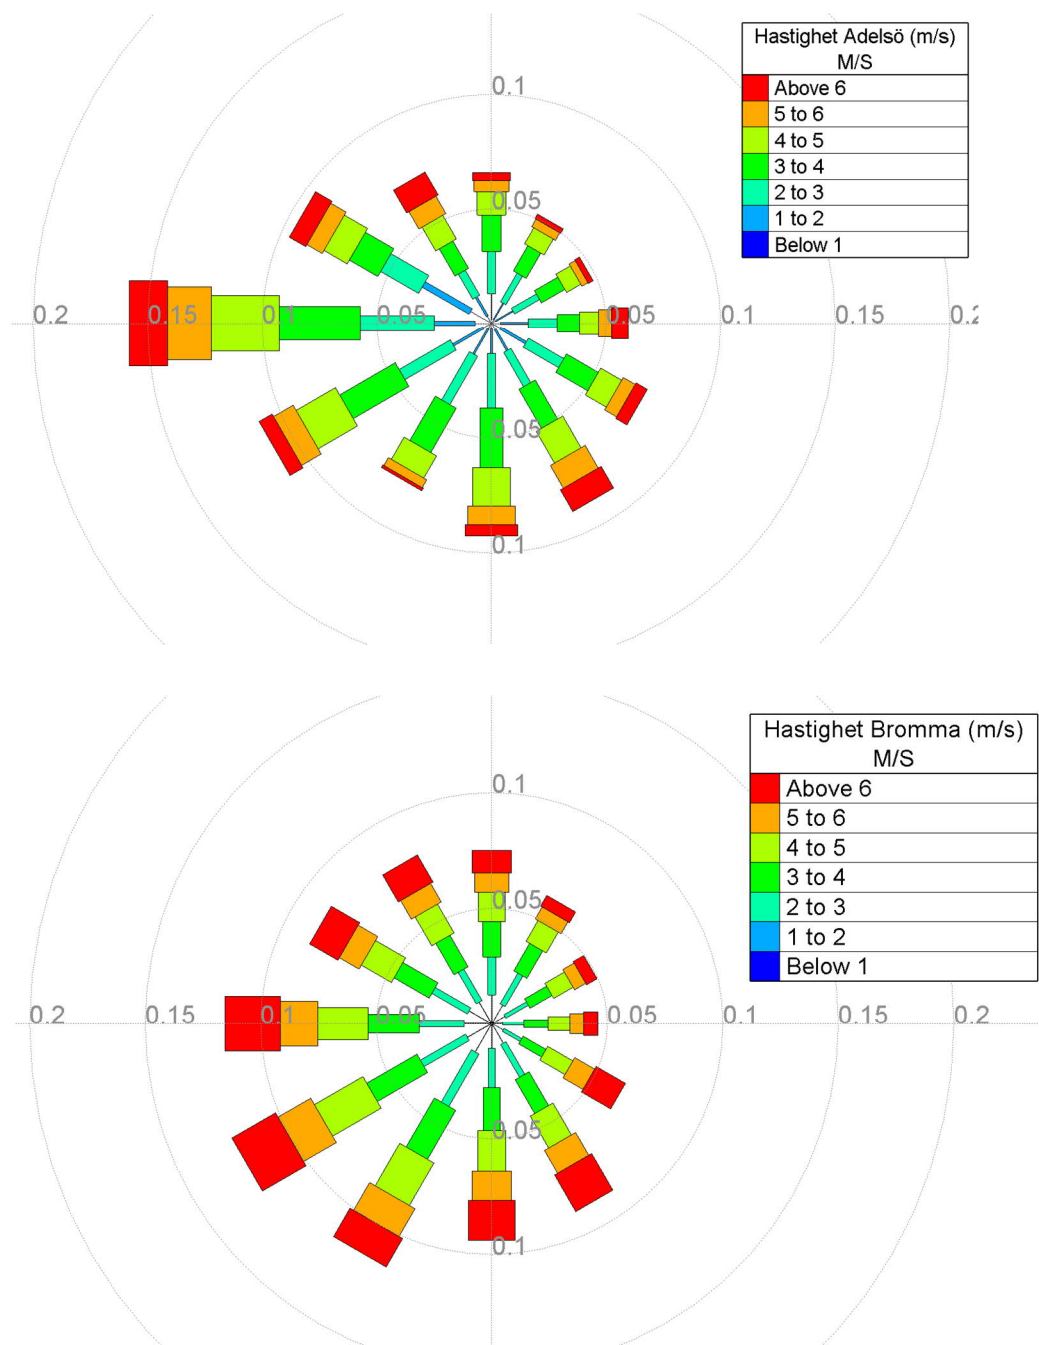 Hastighet Adelsö (m/s)
M/S
Above 6
5 to 6
4 to 5
3 to 4
2 to 3
1 to 2
Below 1
0.1
0.05
0.2 0.15 0.1 0.05 0.05 0.1 0.15 0.2
0.05
0.1
Hastighet Bromma (m/s)
M/S
Above 6
5 to 6
4 to 5
3 to 4
2 to 3
1 to 2
Below 1
0.1
0.05
0.2 0.15 0.1 0.05 0.05 0.1 0.15 0.2
0.05
0.1